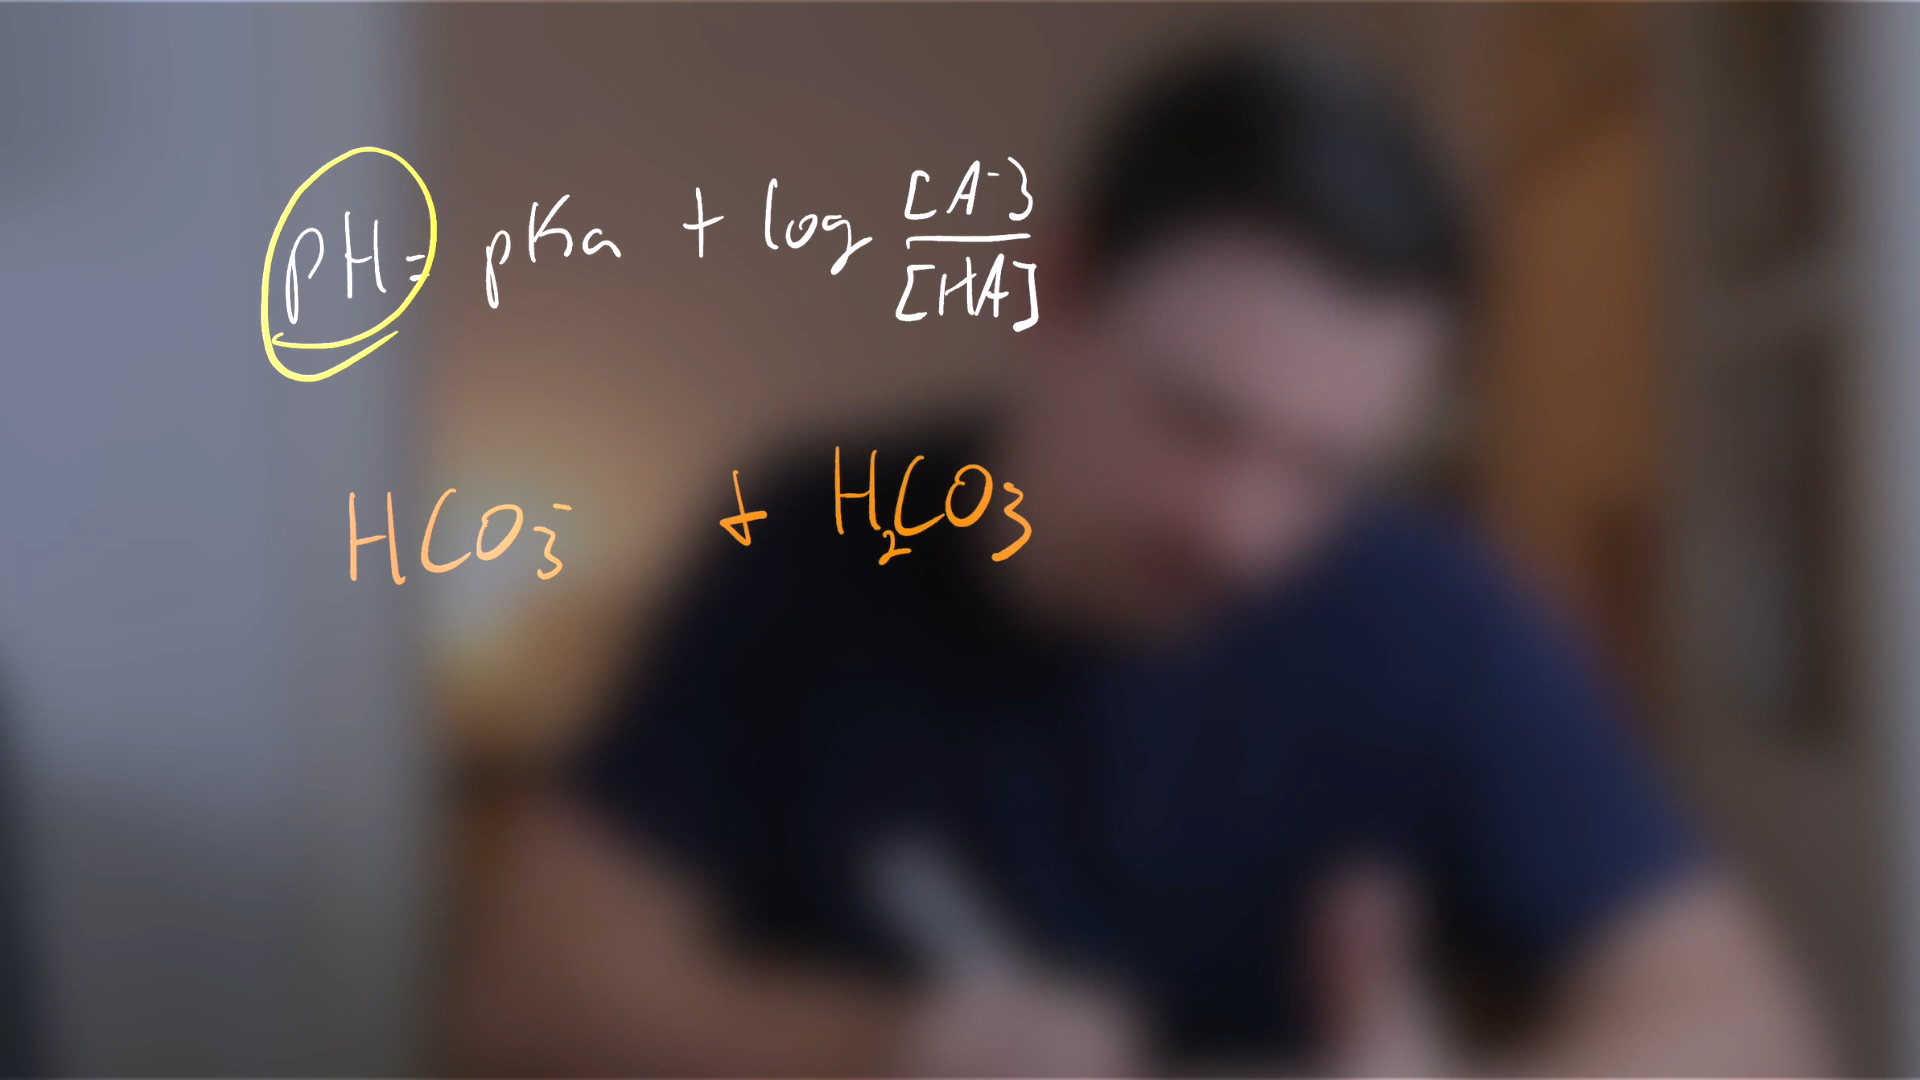 pH = pKa + log [A⁻] / [HA]
HCO₃⁻ + H₂CO₃